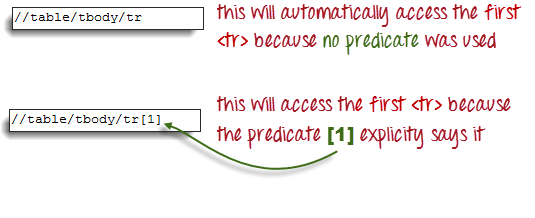 //table/tbody/tr
this will automatically access the first
<tr> because no predicate was used
//table/tbody/tr[1]
this will access the first <tr> because
the predicate [1] explicity says it